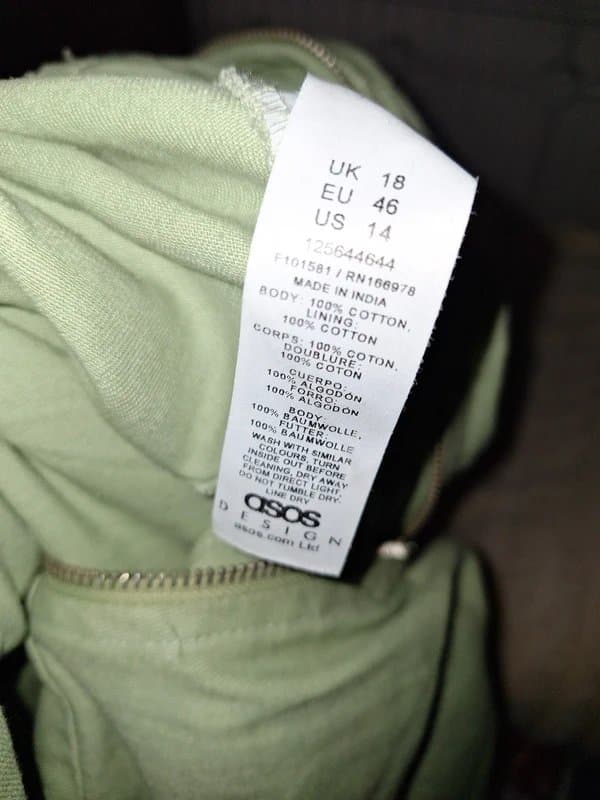 UK 18
EU 46
US 14
125644644
F101581 / RN166978
MADE IN INDIA
BODY: 100% COTTON,
LINING:
100% COTTON
CORPS: 100% COTON,
DOUBLURE:
100% COTON
CUERPO:
100% ALGODÓN
FORRO:
100% ALGODÓN
BODY:
100% BAUMWOLLE,
FUTTER:
100% BAUMWOLLE
WASH WITH SIMILAR
COLOURS, TURN
INSIDE OUT BEFORE
CLEANING, DRY AWAY
FROM DIRECT LIGHT,
DO NOT TUMBLE DRY.
LINE DRY
asos
DESIGN
asos.com Ltd